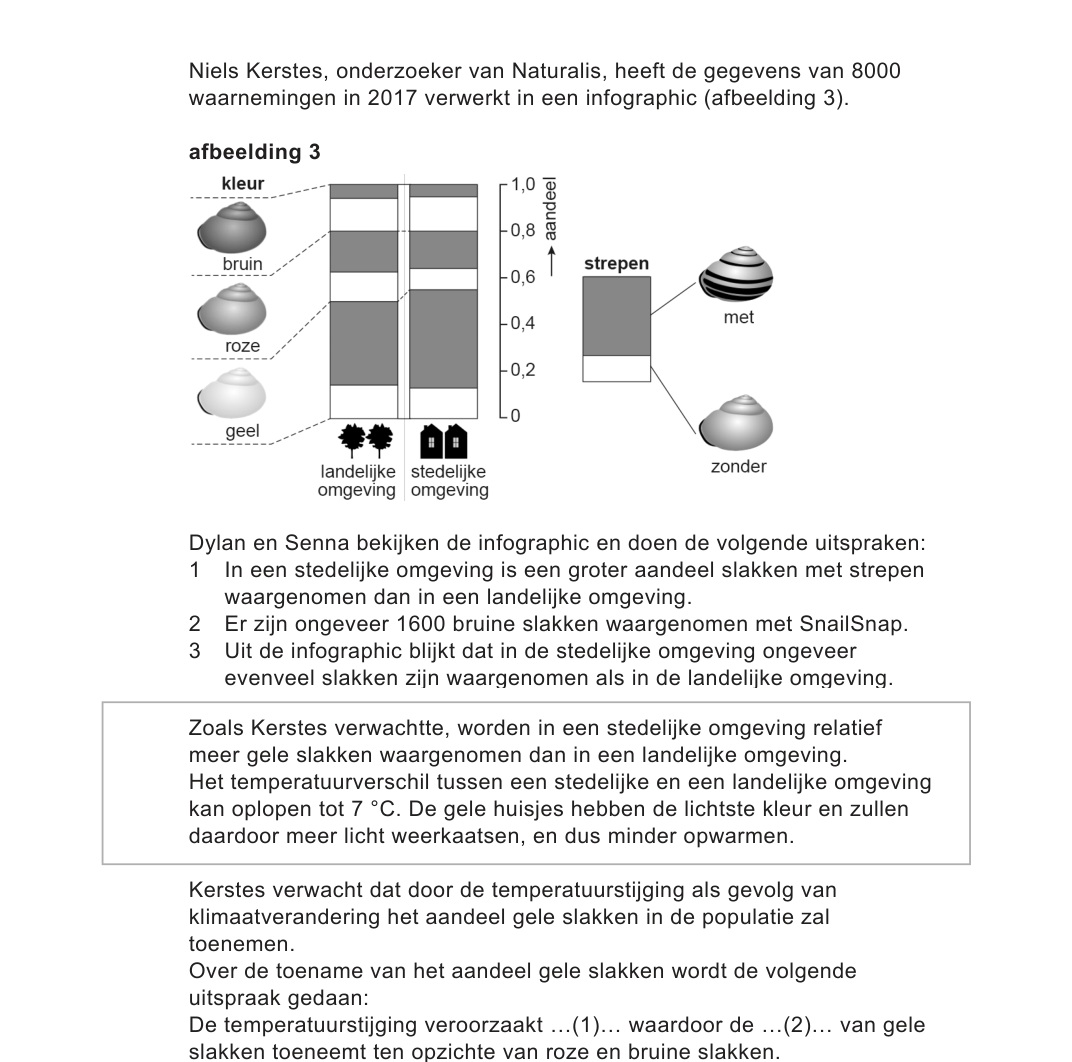 Niels Kerstes, onderzoeker van Naturalis, heeft de gegevens van 8000
waarnemingen in 2017 verwerkt in een infographic (afbeelding 3).
afbeelding 3
kleur
bruin
roze
geel
1,0
0,8
0,6
0,4
0,2
0
aandeel
landelijke
omgeving
stedelijke
omgeving
strepen
met
zonder
Dylan en Senna bekijken de infographic en doen de volgende uitspraken:
1 In een stedelijke omgeving is een groter aandeel slakken met strepen
waargenomen dan in een landelijke omgeving.
2 Er zijn ongeveer 1600 bruine slakken waargenomen met SnailSnap.
3 Uit de infographic blijkt dat in de stedelijke omgeving ongeveer
evenveel slakken zijn waargenomen als in de landelijke omgeving.
Zoals Kerstes verwachtte, worden in een stedelijke omgeving relatief
meer gele slakken waargenomen dan in een landelijke omgeving.
Het temperatuurverschil tussen een stedelijke en een landelijke omgeving
kan oplopen tot 7 °C. De gele huisjes hebben de lichtste kleur en zullen
daardoor meer licht weerkaatsen, en dus minder opwarmen.
Kerstes verwacht dat door de temperatuurstijging als gevolg van
klimaatverandering het aandeel gele slakken in de populatie zal
toenemen.
Over de toename van het aandeel gele slakken wordt de volgende
uitspraak gedaan:
De temperatuurstijging veroorzaakt …(1)… waardoor de …(2)… van gele
slakken toeneemt ten opzichte van roze en bruine slakken.